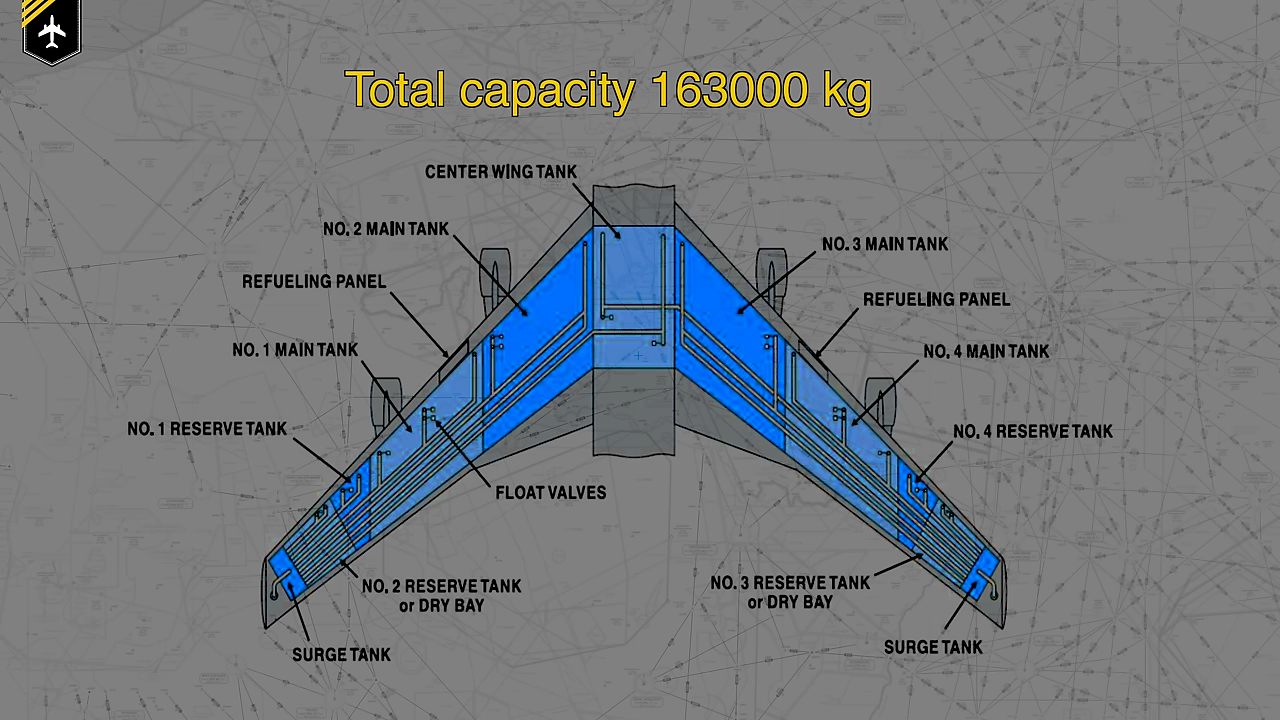 Total capacity 163000 kg
CENTER WING TANK
NO. 2 MAIN TANK
NO. 3 MAIN TANK
REFUELING PANEL
REFUELING PANEL
NO. 1 MAIN TANK
NO. 4 MAIN TANK
NO. 1 RESERVE TANK
NO. 4 RESERVE TANK
FLOAT VALVES
NO. 2 RESERVE TANK
or DRY BAY
NO. 3 RESERVE TANK
or DRY BAY
SURGE TANK
SURGE TANK